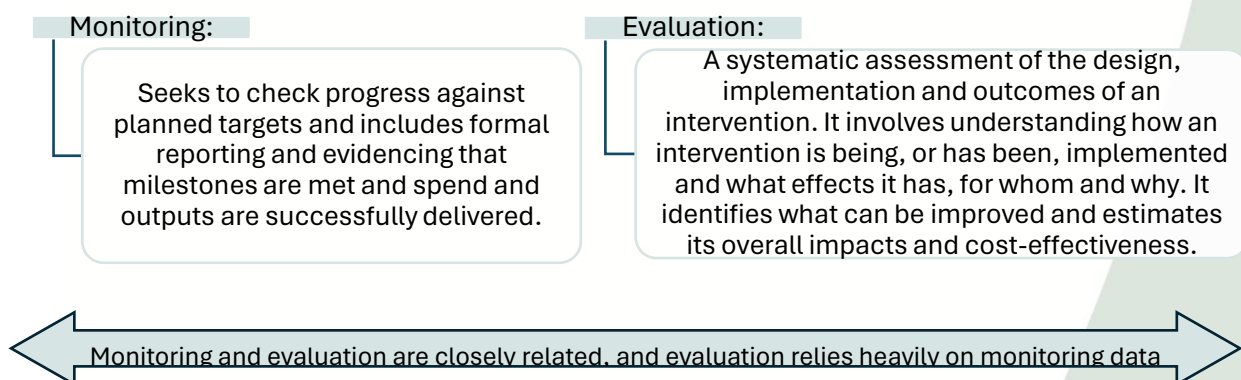 Monitoring:
Seeks to check progress against
planned targets and includes formal
reporting and evidencing that
milestones are met and spend and
outputs are successfully delivered.
Evaluation:
A systematic assessment of the design,
implementation and outcomes of an
intervention. It involves understanding how an
intervention is being, or has been, implemented
and what effects it has, for whom and why. It
identifies what can be improved and estimates
its overall impacts and cost-effectiveness.
Monitoring and evaluation are closely related, and evaluation relies heavily on monitoring data